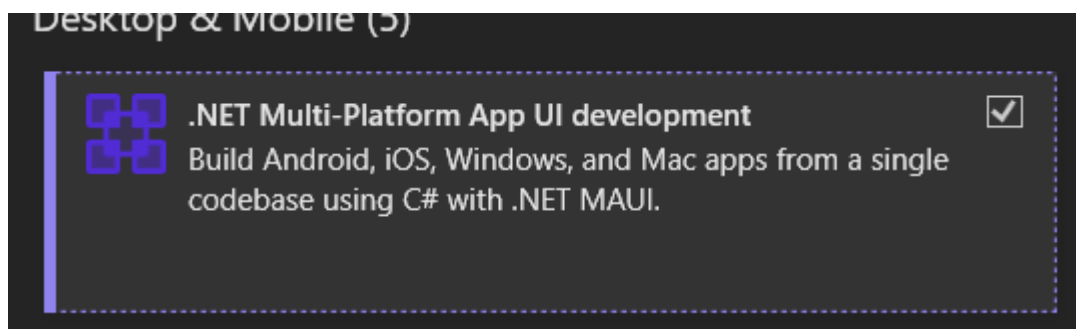 Desktop & Mobile (5)
.NET Multi-Platform App UI development
Build Android, iOS, Windows, and Mac apps from a single
codebase using C# with .NET MAUI.